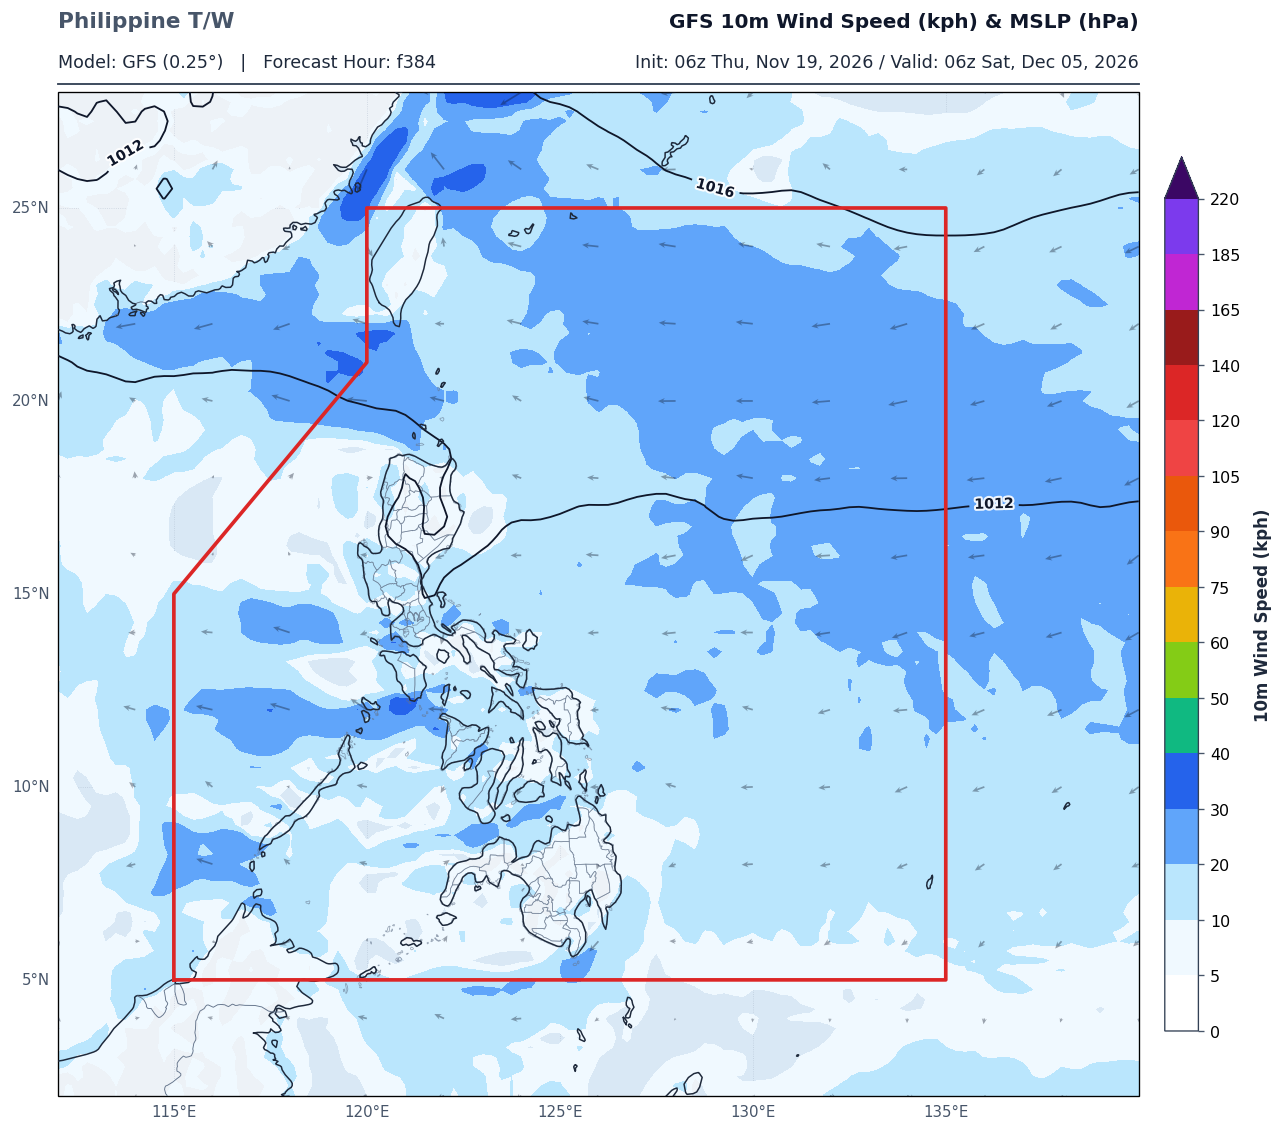 Philippine T/W
GFS 10m Wind Speed (kph) & MSLP (hPa)
Model: GFS (0.25°)   |   Forecast Hour: f384
Init: 06z Thu, Nov 19, 2026 / Valid: 06z Sat, Dec 05, 2026
1012
1016
1012
25°N
20°N
15°N
10°N
5°N
115°E
120°E
125°E
130°E
135°E
220
185
165
140
120
105
90
75
60
50
40
30
20
10
5
0
10m Wind Speed (kph)